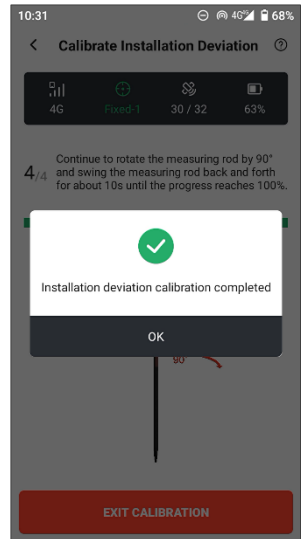 10:31
4G
68%
Calibrate Installation Deviation
4G
Fixed-1
30 / 32
63%
4/4
Continue to rotate the measuring rod by 90°
and swing the measuring rod back and forth
for about 10s until the progress reaches 100%.
Installation deviation calibration completed
OK
90°
EXIT CALIBRATION